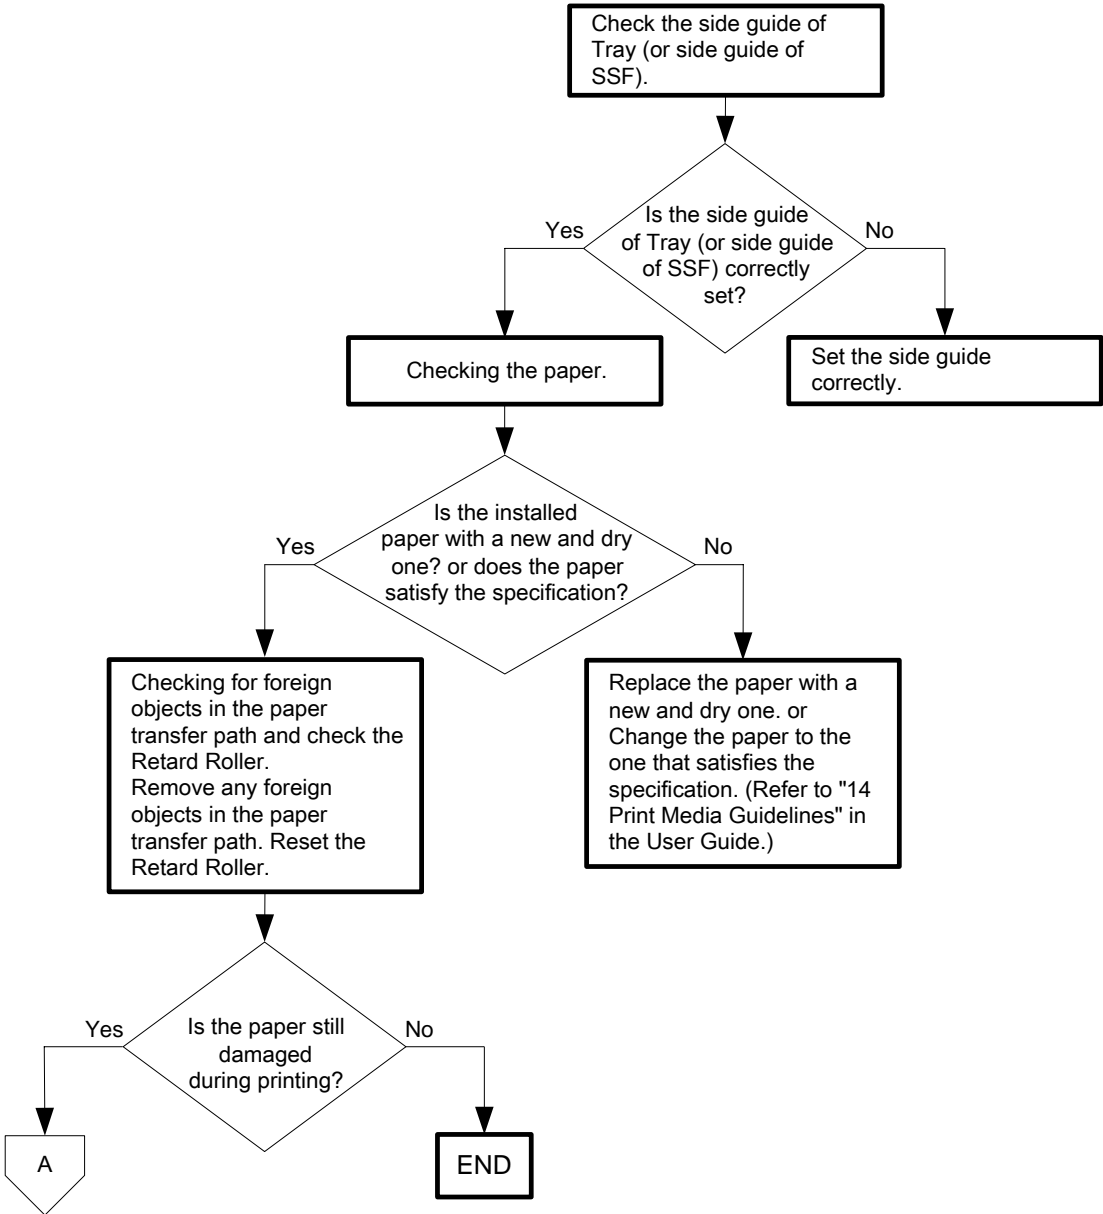 Check the side guide of
Tray (or side guide of
SSF).
Is the side guide
of Tray (or side guide
of SSF) correctly
set?
Yes
No
Checking the paper.
Set the side guide
correctly.
Is the installed
paper with a new and dry
one? or does the paper
satisfy the specification?
Yes
No
Checking for foreign
objects in the paper
transfer path and check the
Retard Roller.
Remove any foreign
objects in the paper
transfer path. Reset the
Retard Roller.
Replace the paper with a
new and dry one. or
Change the paper to the
one that satisfies the
specification. (Refer to "14
Print Media Guidelines" in
the User Guide.)
Is the paper still
damaged
during printing?
Yes
No
A
END